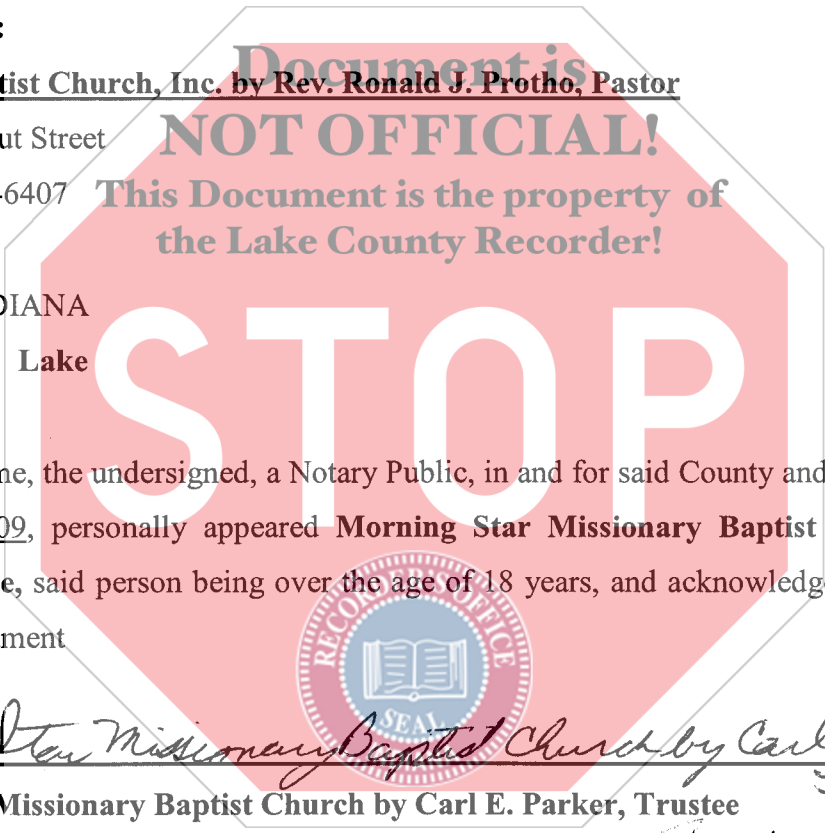 :
Document is
tist Church, Inc. by Rev. Ronald J. Protho, Pastor
ut Street
NOT OFFICIAL!
-6407
This Document is the property of
the Lake County Recorder!
DIANA
Lake
STOP
ne, the undersigned, a Notary Public, in and for said County and
09, personally appeared Morning Star Missionary Baptist
e, said person being over the age of 18 years, and acknowledge
ment
RECORDER'S OFFICE
SEAL
Star Missionary Baptist Church by Carl
Missionary Baptist Church by Carl E. Parker, Trustee